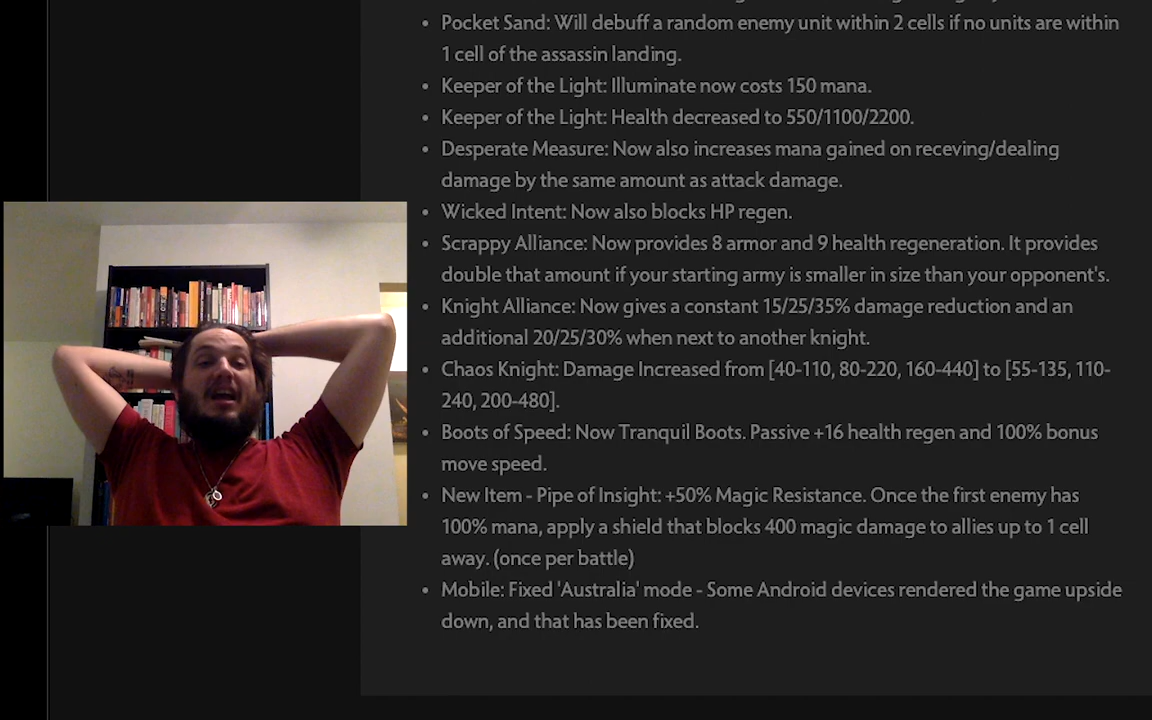 Pocket Sand: Will debuff a random enemy unit within 2 cells if no units are within
1 cell of the assassin landing.
Keeper of the Light: Illuminate now costs 150 mana.
Keeper of the Light: Health decreased to 550/1100/2200.
Desperate Measure: Now also increases mana gained on receving/dealing
damage by the same amount as attack damage.
Wicked Intent: Now also blocks HP regen.
Scrappy Alliance: Now provides 8 armor and 9 health regeneration. It provides
double that amount if your starting army is smaller in size than your opponent's.
Knight Alliance: Now gives a constant 15/25/35% damage reduction and an
additional 20/25/30% when next to another knight.
Chaos Knight: Damage Increased from [40-110, 80-220, 160-440] to [55-135, 110-
240, 200-480].
Boots of Speed: Now Tranquil Boots. Passive +16 health regen and 100% bonus
move speed.
New Item - Pipe of Insight: +50% Magic Resistance. Once the first enemy has
100% mana, apply a shield that blocks 400 magic damage to allies up to 1 cell
away. (once per battle)
Mobile: Fixed 'Australia' mode - Some Android devices rendered the game upside
down, and that has been fixed.